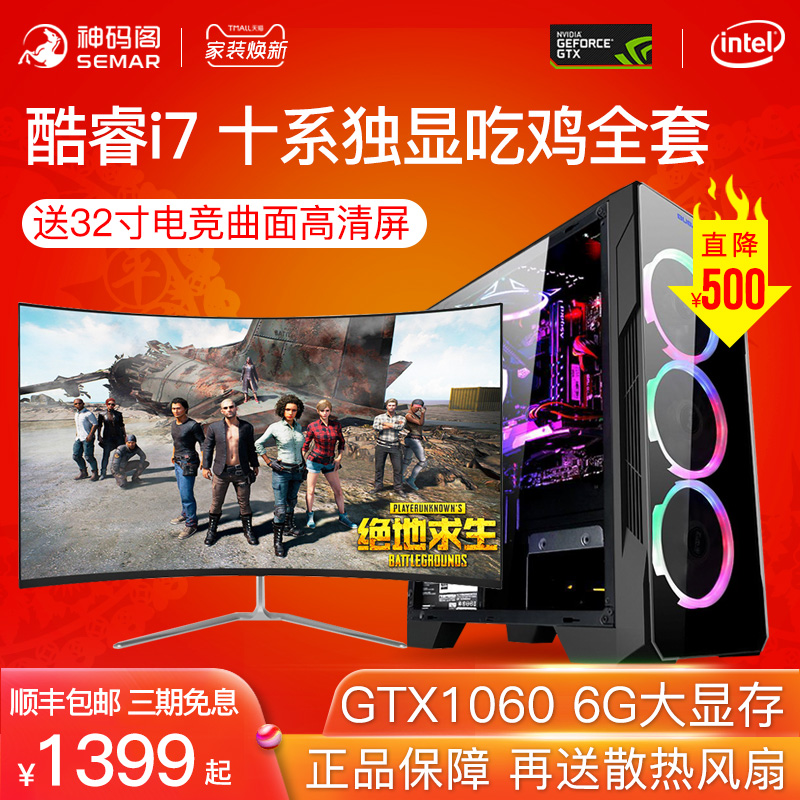 神码阁
SEMAR
TMALL天猫
家装焕新
NVIDIA
GEFORCE
GTX
intel
酷睿i7 十系独显吃鸡全套
送32寸电竞曲面高清屏
直降
¥500
PLAYERUNKNOWN'S
绝地求生
BATTLEGROUNDS
顺丰包邮 三期免息
¥1399起
GTX1060 6G大显存
正品保障 再送散热风扇